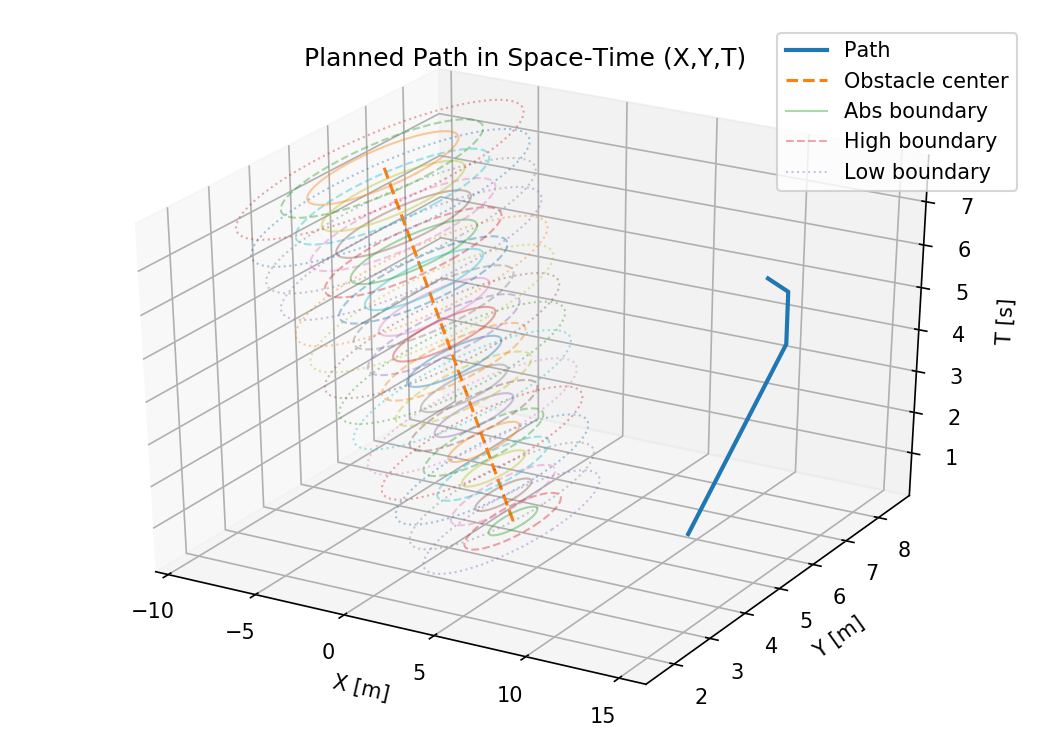 Planned Path in Space-Time (X,Y,T)
Path
Obstacle center
Abs boundary
High boundary
Low boundary
7
6
5
4
3
2
1
T [s]
8
7
6
5
4
3
2
Y [m]
−10
−5
0
5
10
15
X [m]